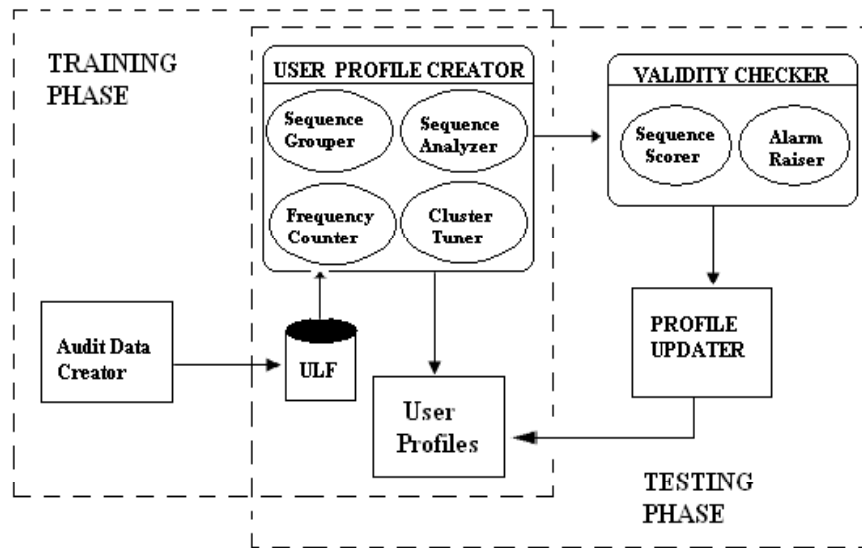 TRAINING
PHASE
USER PROFILE CREATOR
Sequence
Grouper
Sequence
Analyzer
Frequency
Counter
Cluster
Tuner
VALIDITY CHECKER
Sequence
Scorer
Alarm
Raiser
Audit Data
Creator
ULF
User
Profiles
PROFILE
UPDATER
TESTING
PHASE